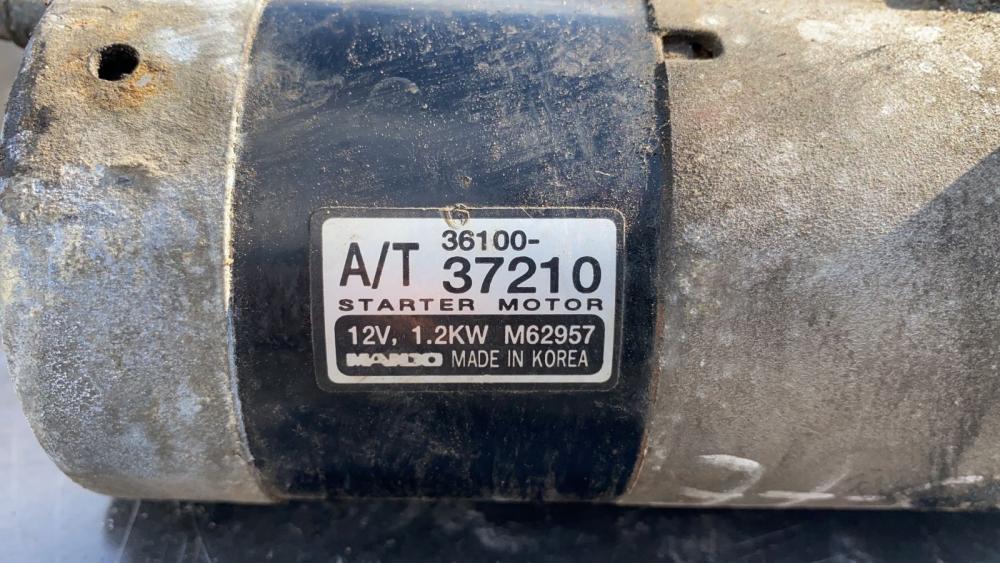 A/T 36100-
37210
STARTER MOTOR
12V, 1.2KW M62957
MANDO MADE IN KOREA